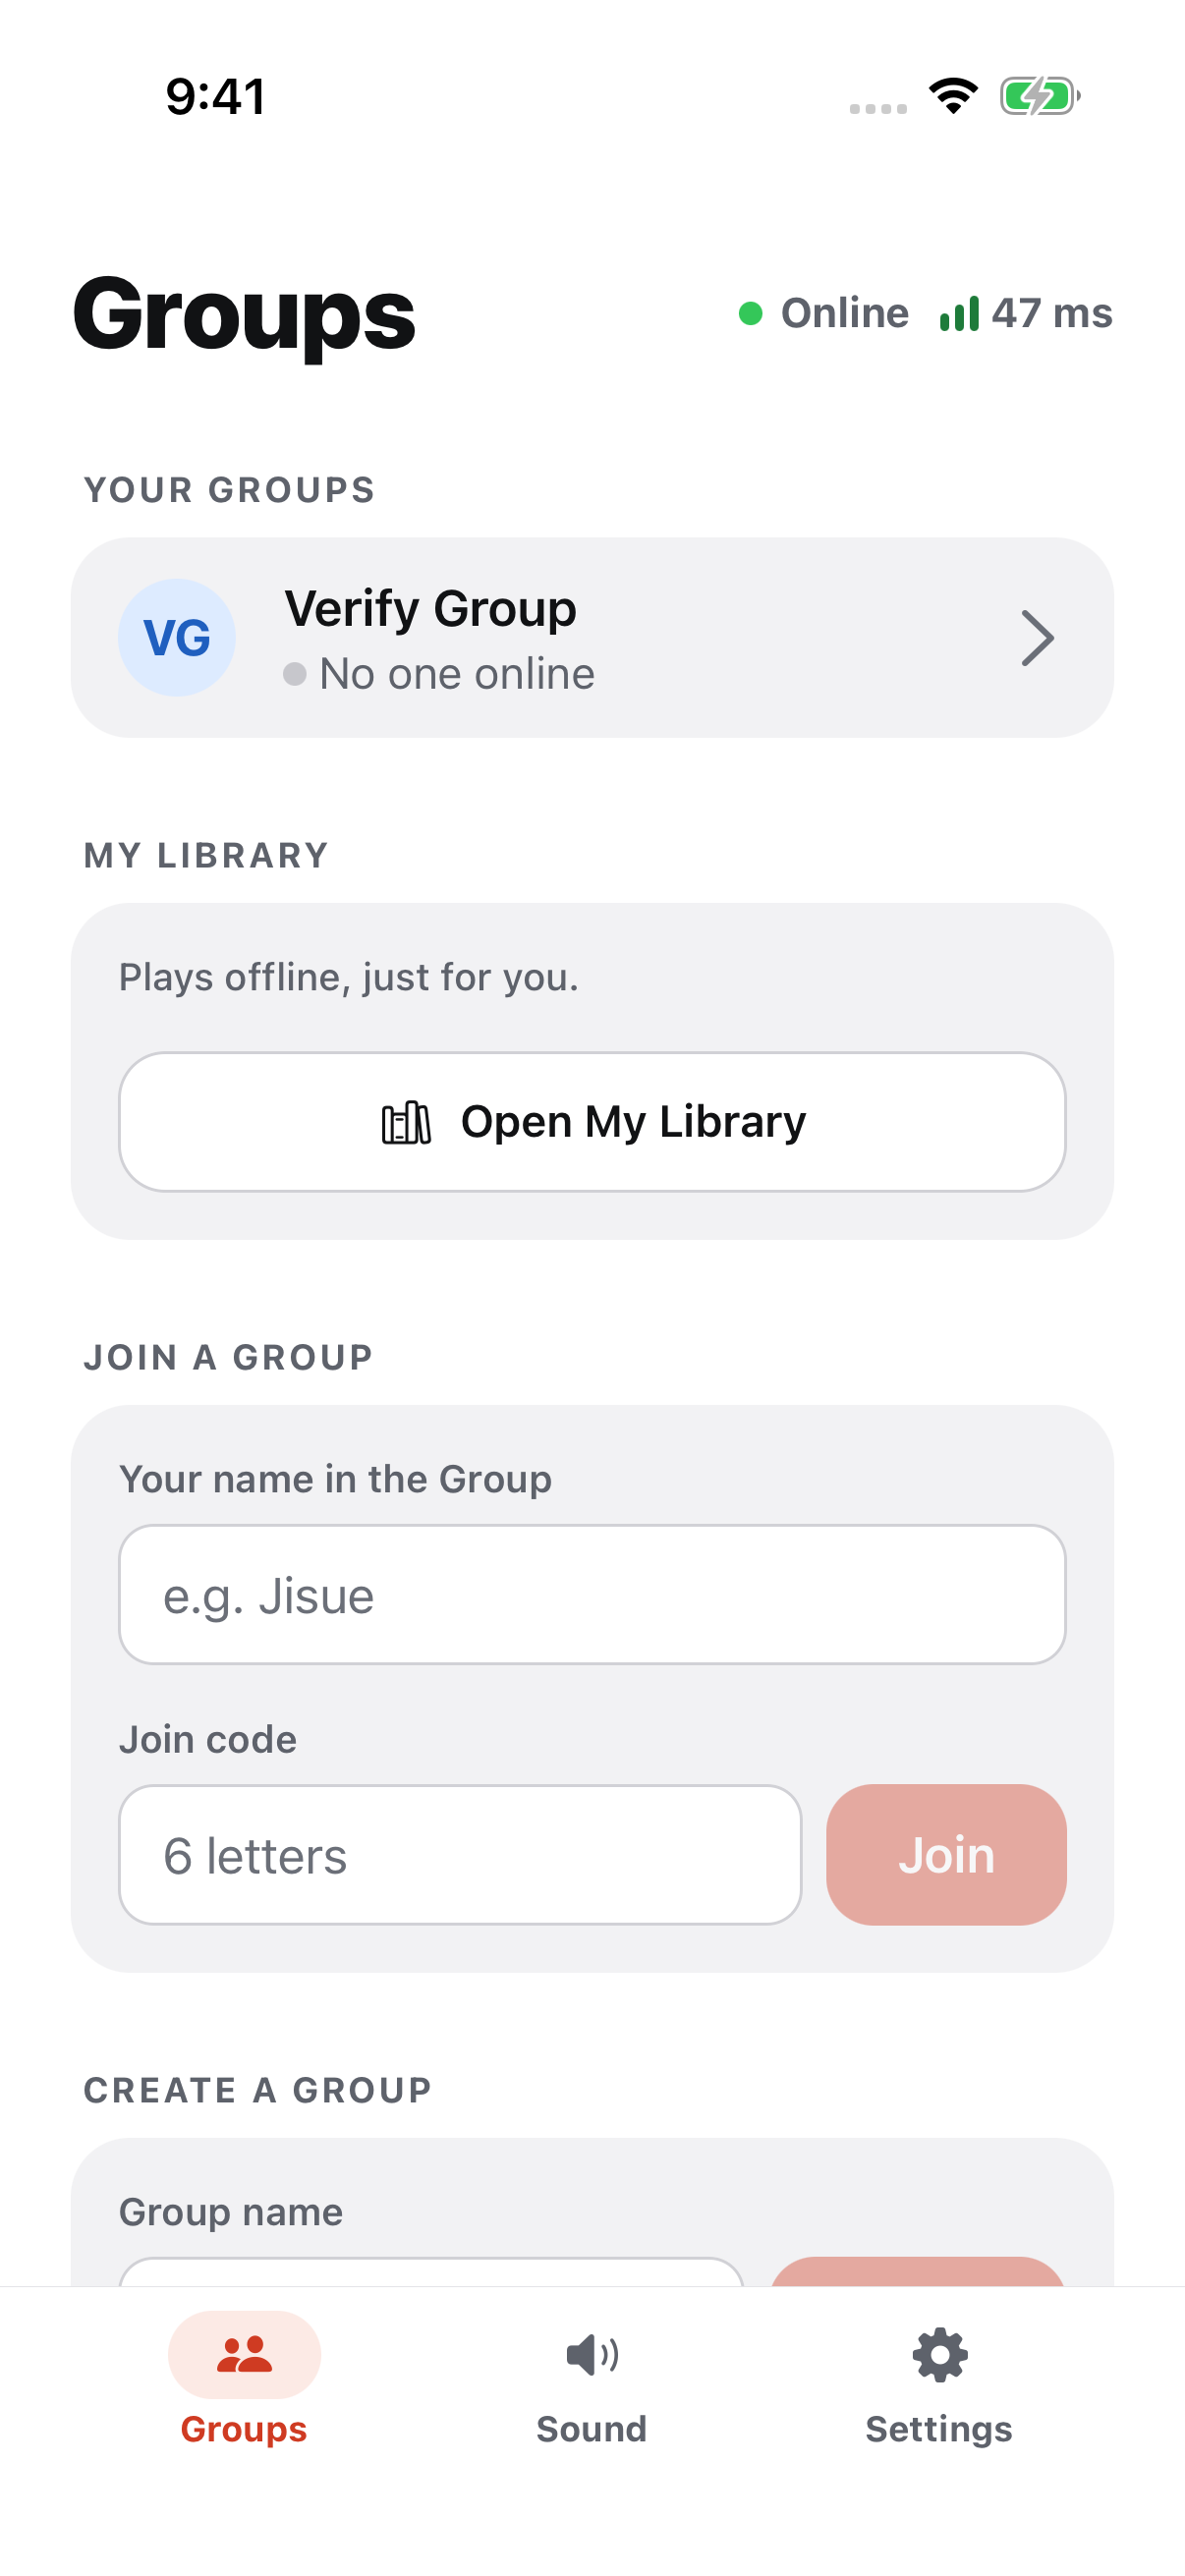 9:41
Groups
Online 47 ms
YOUR GROUPS
VG
Verify Group
No one online
MY LIBRARY
Plays offline, just for you.
Open My Library
JOIN A GROUP
Your name in the Group
e.g. Jisue
Join code
6 letters
Join
CREATE A GROUP
Group name
Groups
Sound
Settings